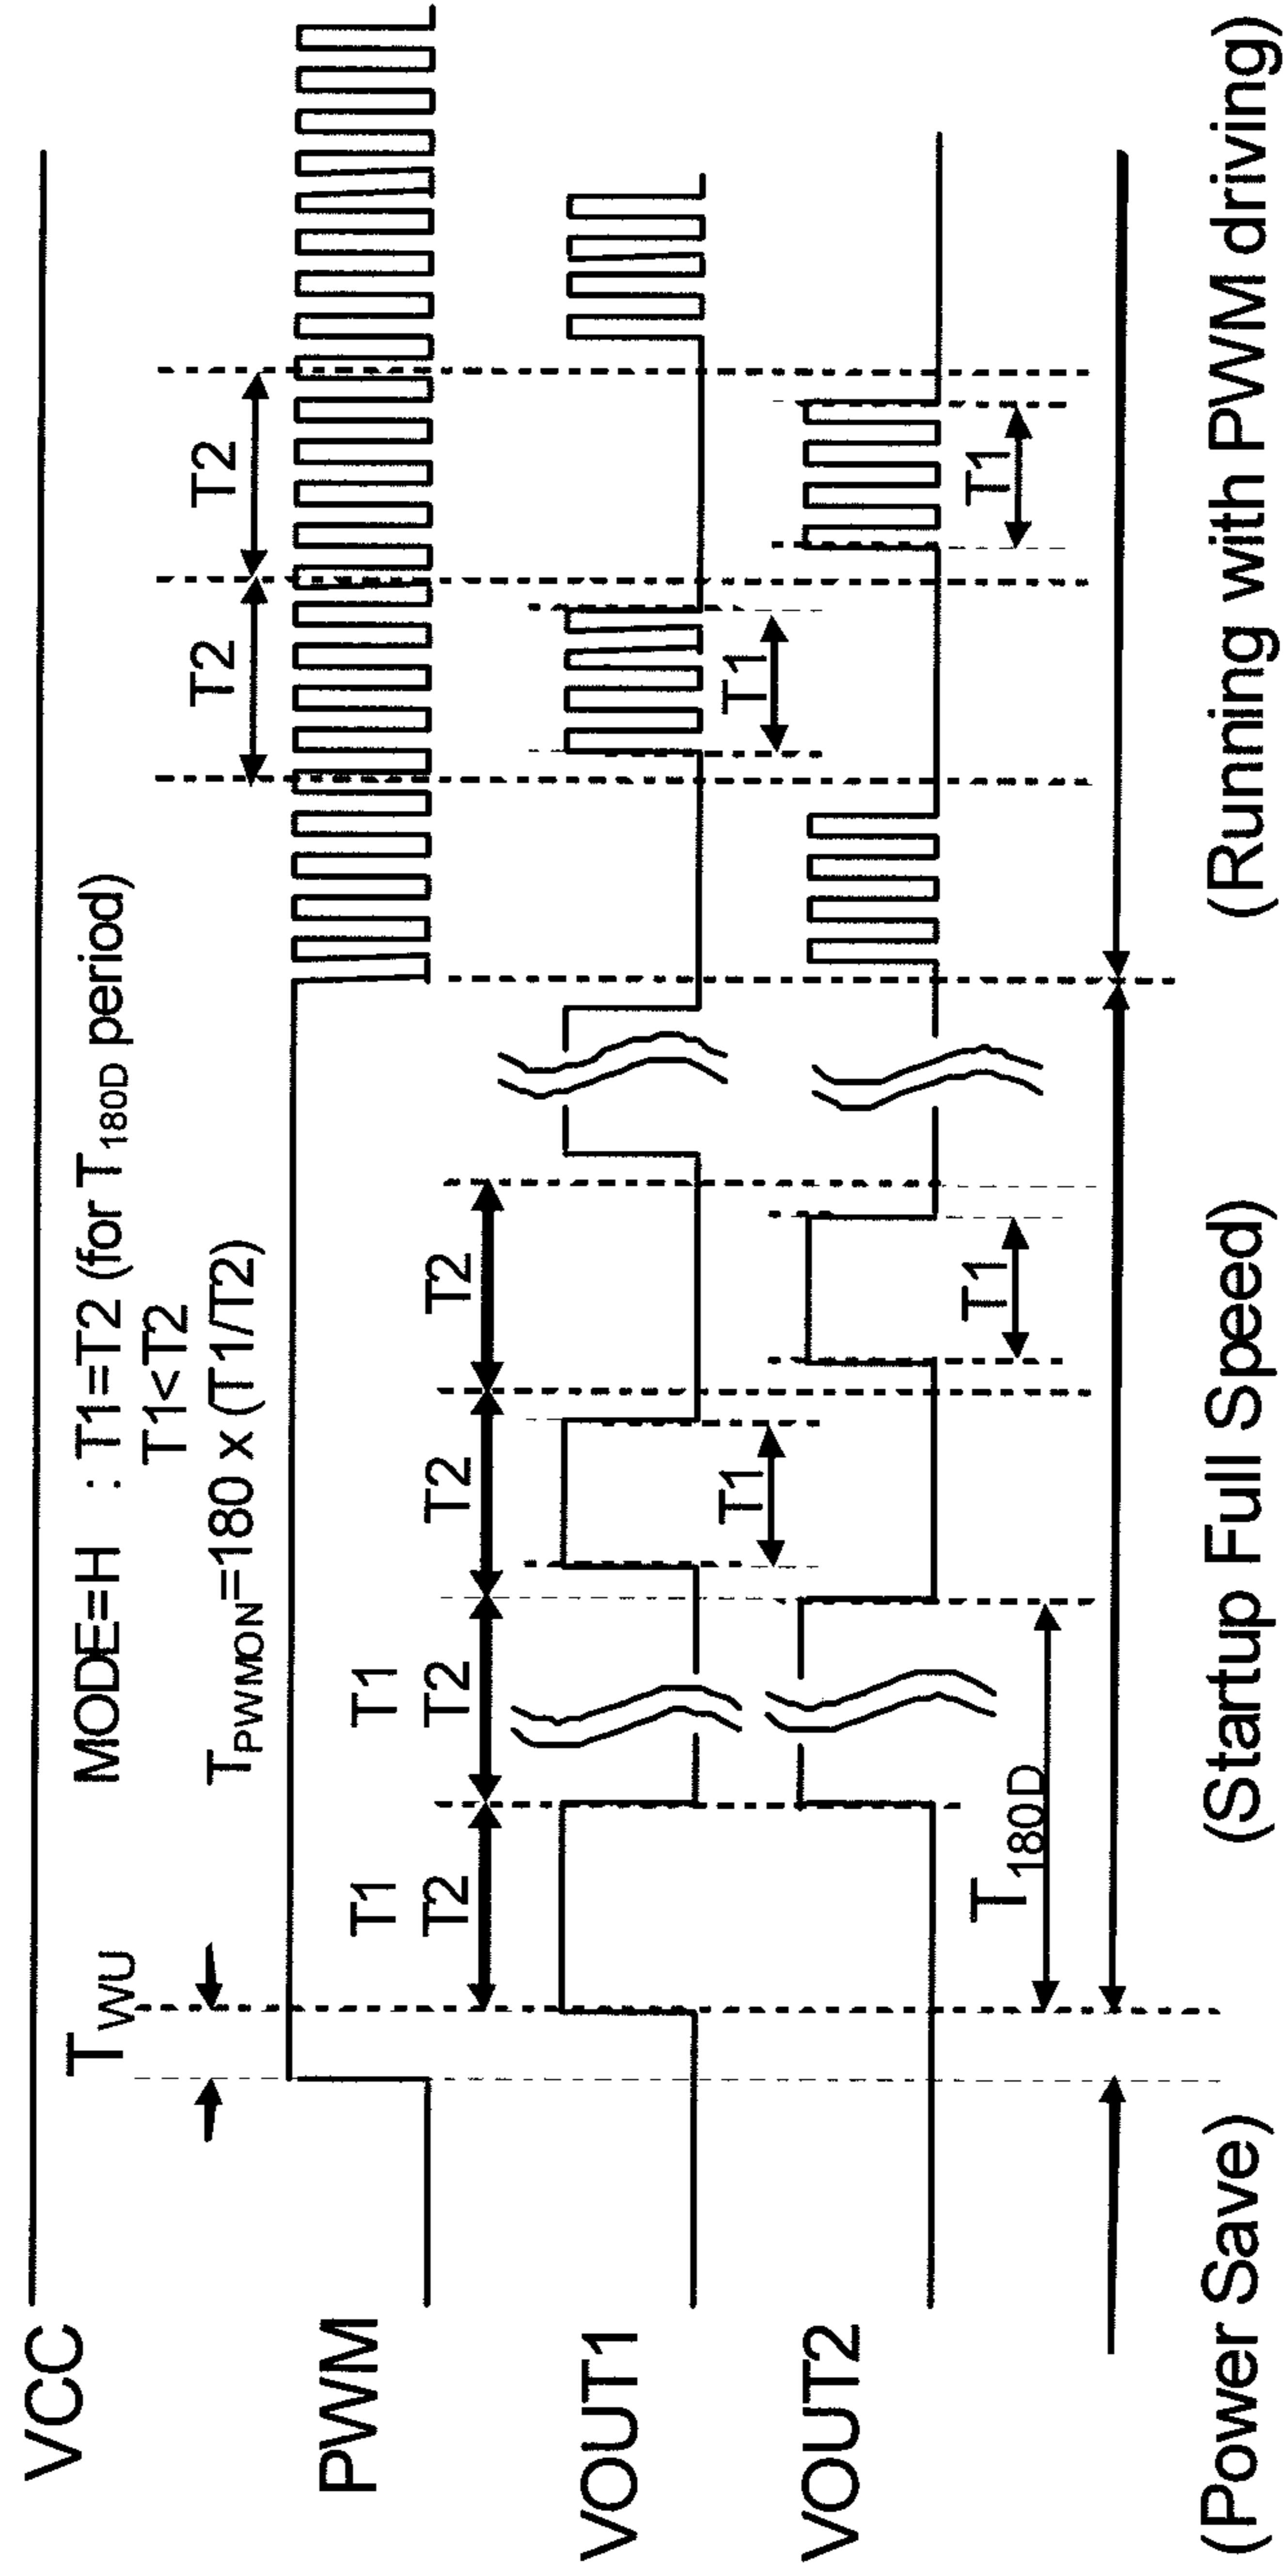 VCC
MODE=H : T1=T2 (for T180D period)
T1<T2
TPWMON=180 x (T1/T2)
TWU
T2
T2
PWM
T1
T1
T2
T2
T2
T2
VOUT1
T1
T1
VOUT2
T180D
T1
T1
(Power Save)
(Startup Full Speed)
(Running with PWM driving)